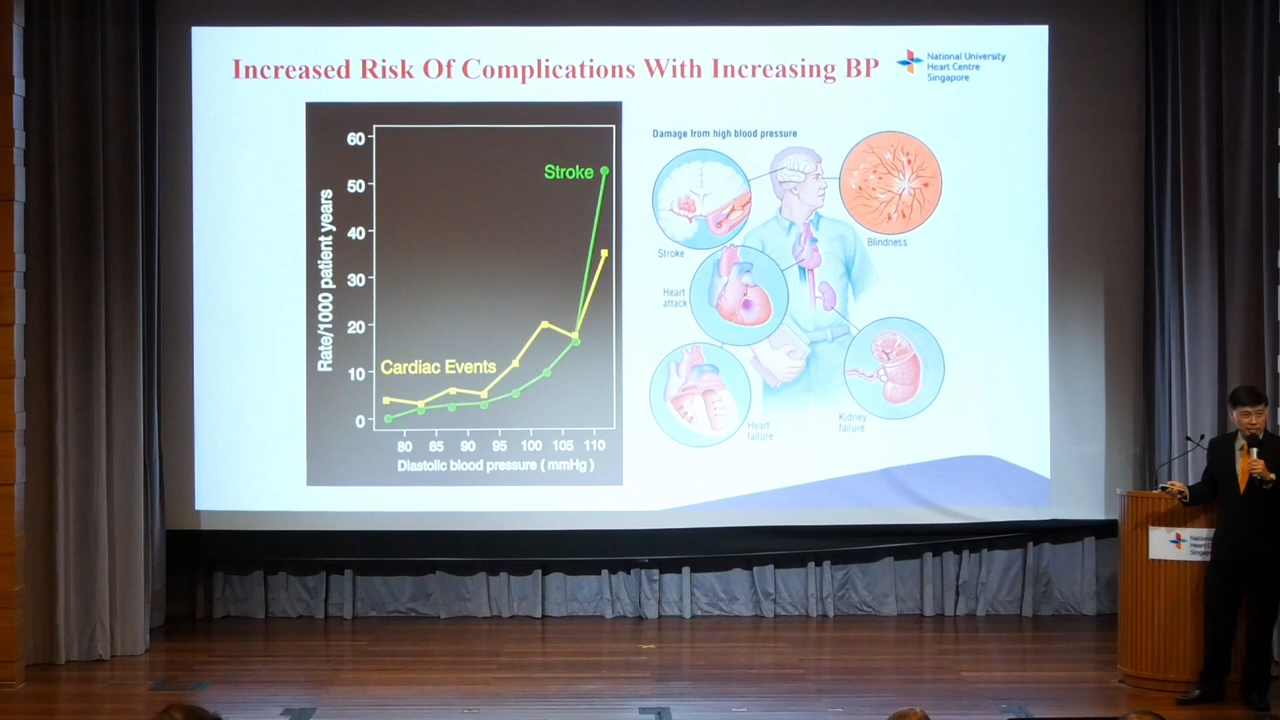 Increased Risk Of Complications With Increasing BP
National University
Heart Centre
Singapore
Rate/1000 patient years
60
50
40
30
20
10
0
Stroke
Cardiac Events
80 85 90 95 100 105 110
Diastolic blood pressure ( mmHg )
Damage from high blood pressure
Stroke
Blindness
Heart
attack
Heart
failure
Kidney
failure
Heart